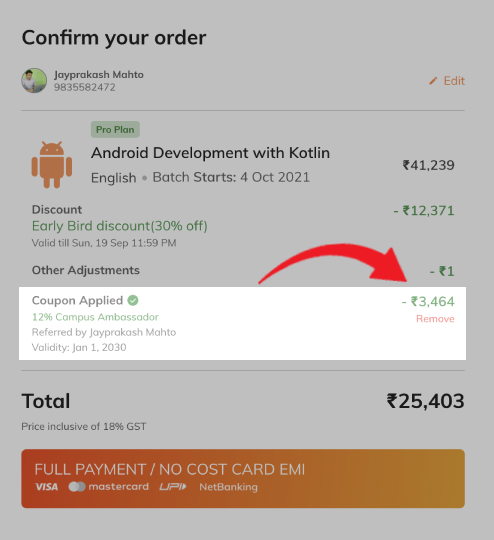 Confirm your order
Jayprakash Mahto
9835582472
Edit
Pro Plan
Android Development with Kotlin
English • Batch Starts: 4 Oct 2021
₹41,239
Discount
- ₹12,371
Early Bird discount(30% off)
Valid till Sun, 19 Sep 11:59 PM
Other Adjustments
- ₹1
Coupon Applied
- ₹3,464
12% Campus Ambassador
Remove
Referred by Jayprakash Mahto
Validity: Jan 1, 2030
Total
₹25,403
Price inclusive of 18% GST
FULL PAYMENT / NO COST CARD EMI
VISA mastercard UPI NetBanking